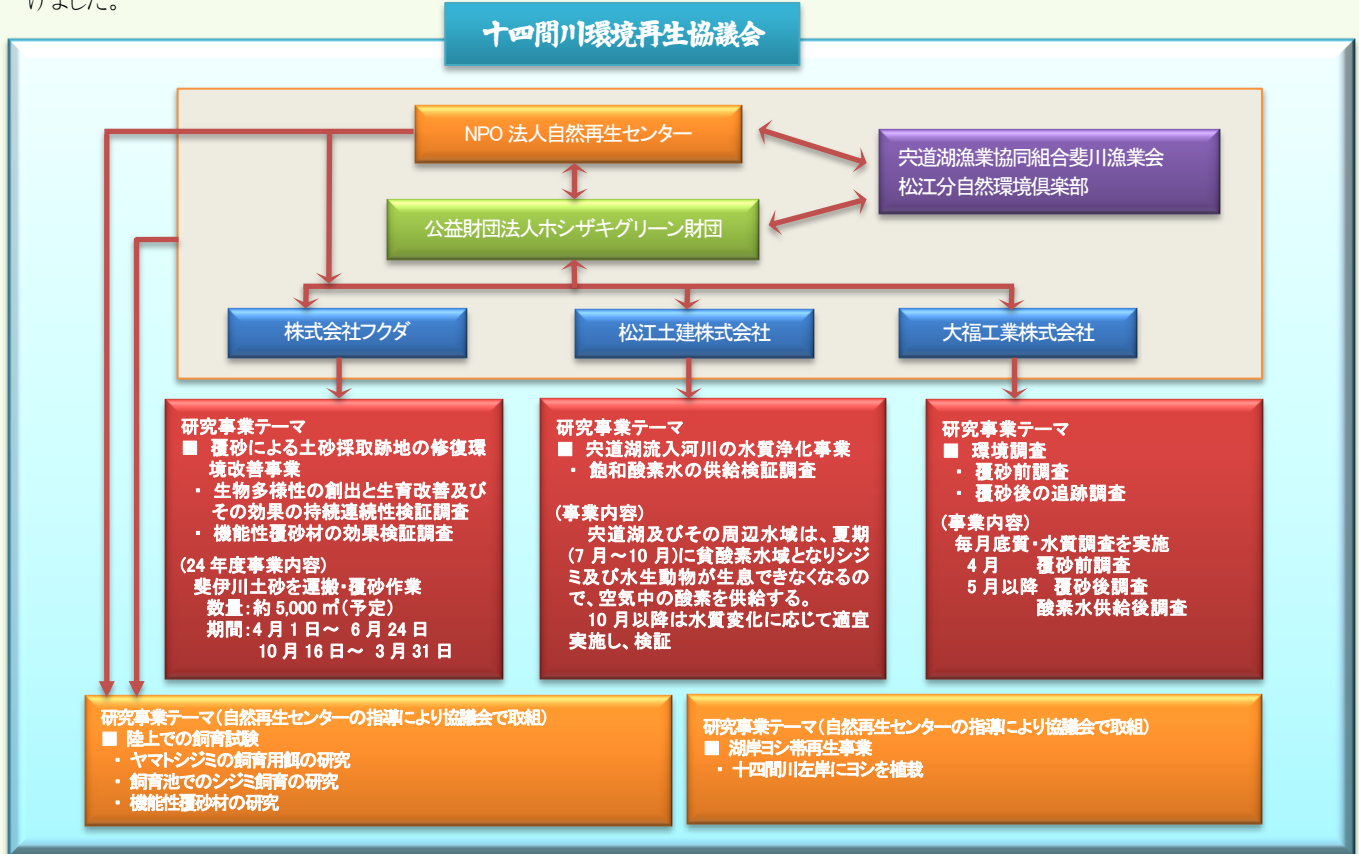 けました。
十四間川環境再生協議会
NPO 法人自然再生センター
宍道湖漁業協同組合斐川漁業会
松江分自然環境倶楽部
公益財団法人ホシザキグリーン財団
株式会社フクダ
松江土建株式会社
大福工業株式会社
研究事業テーマ
■ 覆砂による土砂採取跡地の修復環
境改善事業
・ 生物多様性の創出と生育改善及び
その効果の持続連続性検証調査
・ 機能性覆砂材の効果検証調査
(24 年度事業内容)
斐伊川土砂を運搬・覆砂作業
数量:約 5,000 ㎥(予定)
期間:4 月 1 日～ 6 月 24 日
10 月 16 日～ 3 月 31 日
研究事業テーマ
■ 宍道湖流入河川の水質浄化事業
・ 飽和酸素水の供給検証調査
(事業内容)
宍道湖及びその周辺水域は、夏期
(7 月～10 月)に貧酸素水域となりシジ
ミ及び水生動物が生息できなくなるの
で、空気中の酸素を供給する。
10 月以降は水質変化に応じて適宜
実施し、検証
研究事業テーマ
■ 環境調査
・ 覆砂前調査
・ 覆砂後の追跡調査
(事業内容)
毎月底質・水質調査を実施
4 月 覆砂前調査
5 月以降 覆砂後調査
酸素水供給後調査
研究事業テーマ(自然再生センターの指導により協議会で取組)
■ 陸上での飼育試験
・ ヤマトシジミの飼育用餌の研究
・ 飼育池でのシジミ飼育の研究
・ 機能性覆砂材の研究
研究事業テーマ(自然再生センターの指導により協議会で取組)
■ 湖岸ヨシ帯再生事業
・ 十四間川左岸にヨシを植栽